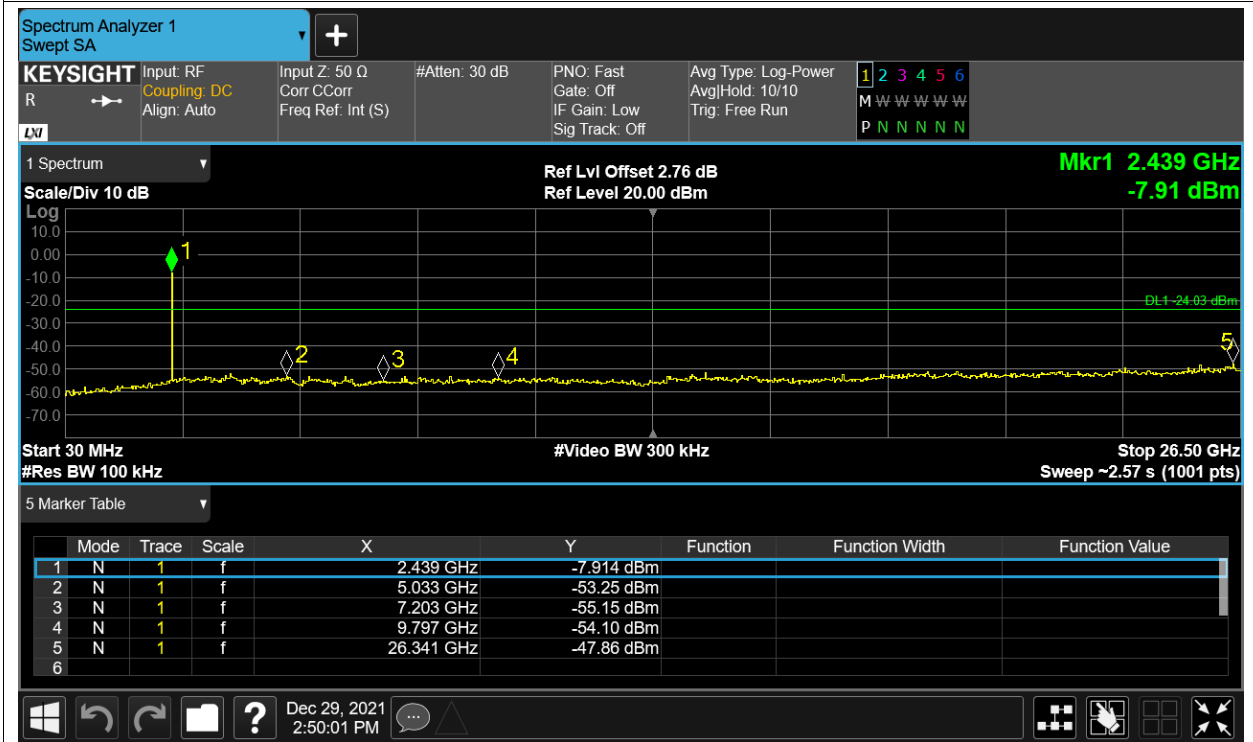 Spectrum Analyzer 1
Swept SA
+
KEYSIGHT
R
LXI
Input: RF
Coupling: DC
Align: Auto
Input Z: 50 Ω
Corr CCorr
Freq Ref: Int (S)
#Atten: 30 dB
PNO: Fast
Gate: Off
IF Gain: Low
Sig Track: Off
Avg Type: Log-Power
Avg|Hold: 10/10
Trig: Free Run
1 2 3 4 5 6
M W W W W W
P N N N N N
1 Spectrum
Scale/Div 10 dB
Ref Lvl Offset 2.76 dB
Ref Level 20.00 dBm
Mkr1 2.439 GHz
-7.91 dBm
Log
10.0
0.00
-10.0
-20.0
-30.0
-40.0
-50.0
-60.0
-70.0
1
2
3
4
5
DL1 -24.03 dBm
Start 30 MHz
#Res BW 100 kHz
#Video BW 300 kHz
Stop 26.50 GHz
Sweep ~2.57 s (1001 pts)
5 Marker Table
Mode Trace Scale X Y Function Function Width Function Value
1 N 1 f 2.439 GHz -7.914 dBm
2 N 1 f 5.033 GHz -53.25 dBm
3 N 1 f 7.203 GHz -55.15 dBm
4 N 1 f 9.797 GHz -54.10 dBm
5 N 1 f 26.341 GHz -47.86 dBm
6
?
Dec 29, 2021
2:50:01 PM